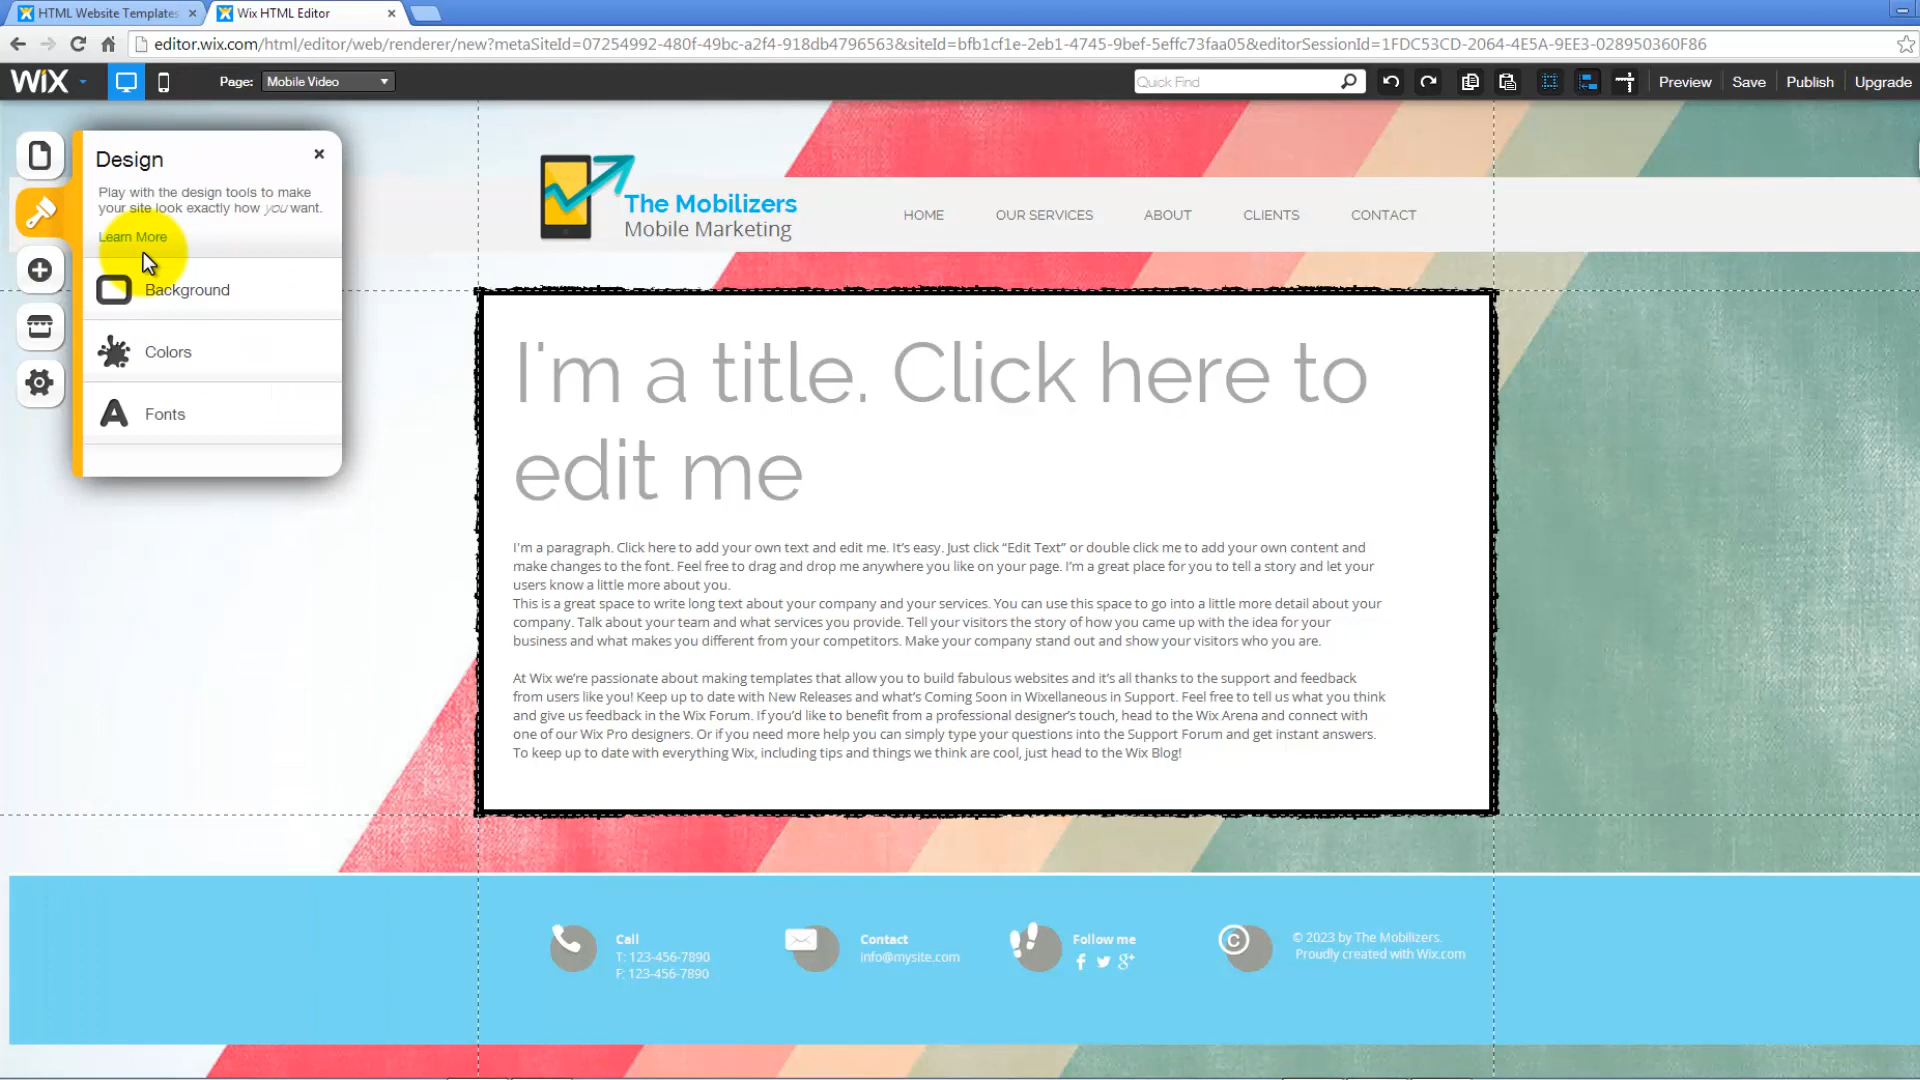 HTML Website Templates
Wix HTML Editor
editor.wix.com/html/editor/web/renderer/new?metaSiteId=07254992-480f-49bc-a2f4-918db4796563&siteId=bfb1cf1e-2eb1-4745-9bef-5effc73faa05&editorSessionId=1FDC53CD-2064-4E5A-9EE3-028950360F86
WiX
Page: Mobile Video
Quick Find
Preview
Save
Publish
Upgrade
Design
Play with the design tools to make
your site look exactly how you want.
Learn More
Background
Colors
Fonts
The Mobilizers
Mobile Marketing
HOME
OUR SERVICES
ABOUT
CLIENTS
CONTACT
I'm a title. Click here to
edit me
I'm a paragraph. Click here to add your own text and edit me. It's easy. Just click “Edit Text” or double click me to add your own content and
make changes to the font. Feel free to drag and drop me anywhere you like on your page. I'm a great place for you to tell a story and let your
users know a little more about you.
This is a great space to write long text about your company and your services. You can use this space to go into a little more detail about your
company. Talk about your team and what services you provide. Tell your visitors the story of how you came up with the idea for your
business and what makes you different from your competitors. Make your company stand out and show your visitors who you are.
At Wix we're passionate about making templates that allow you to build fabulous websites and it's all thanks to the support and feedback
from users like you! Keep up to date with New Releases and what's Coming Soon in Wixellaneous in Support. Feel free to tell us what you think
and give us feedback in the Wix Forum. If you'd like to benefit from a professional designer's touch, head to the Wix Arena and connect with
one of our Wix Pro designers. Or if you need more help you can simply type your questions into the Support Forum and get instant answers.
To keep up to date with everything Wix, including tips and things we think are cool, just head to the Wix Blog!
Call
T: 123-456-7890
F: 123-456-7890
Contact
info@mysite.com
Follow me
© 2023 by The Mobilizers.
Proudly created with Wix.com